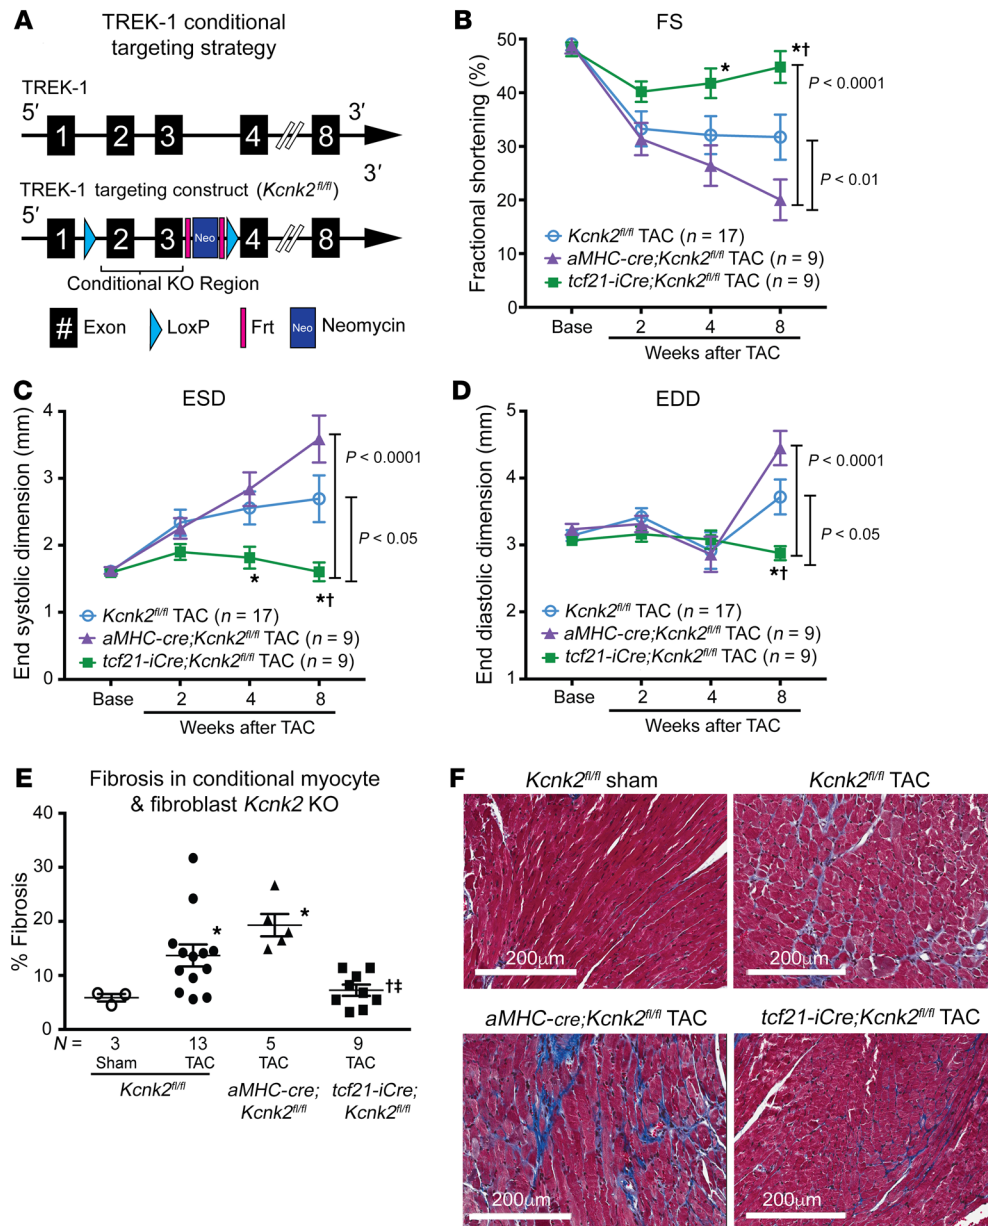 A
TREK-1 conditional
targeting strategy
TREK-1
5′
3′
1
2
3
4
8
3′
TREK-1 targeting construct (Kcnk2fl/fl)
5′
1
2
3
Neo
4
8
Conditional KO Region
# Exon
LoxP
Frt
Neo
Neomycin
B
FS
Fractional shortening (%)
50
40
30
20
10
0
*
*†
P < 0.0001
P < 0.01
Kcnk2fl/fl TAC (n = 17)
aMHC-cre;Kcnk2fl/fl TAC (n = 9)
tcf21-iCre;Kcnk2fl/fl TAC (n = 9)
Base
2
4
8
Weeks after TAC
C
ESD
End systolic dimension (mm)
4
3
2
1
0
P < 0.0001
P < 0.05
*
*†
Kcnk2fl/fl TAC (n = 17)
aMHC-cre;Kcnk2fl/fl TAC (n = 9)
tcf21-iCre;Kcnk2fl/fl TAC (n = 9)
Base
2
4
8
Weeks after TAC
D
EDD
End diastolic dimension (mm)
5
4
3
2
1
P < 0.0001
P < 0.05
*†
Kcnk2fl/fl TAC (n = 17)
aMHC-cre;Kcnk2fl/fl TAC (n = 9)
tcf21-iCre;Kcnk2fl/fl TAC (n = 9)
Base
2
4
8
Weeks after TAC
E
Fibrosis in conditional myocyte
& fibroblast Kcnk2 KO
% Fibrosis
40
30
20
10
0
*
*
†‡
N = 3 13 5 9
Sham TAC TAC TAC
Kcnk2fl/fl
aMHC-cre;
Kcnk2fl/fl
tcf21-iCre;
Kcnk2fl/fl
F
Kcnk2fl/fl sham
200μm
Kcnk2fl/fl TAC
200μm
aMHC-cre;Kcnk2fl/fl TAC
200μm
tcf21-iCre;Kcnk2fl/fl TAC
200μm